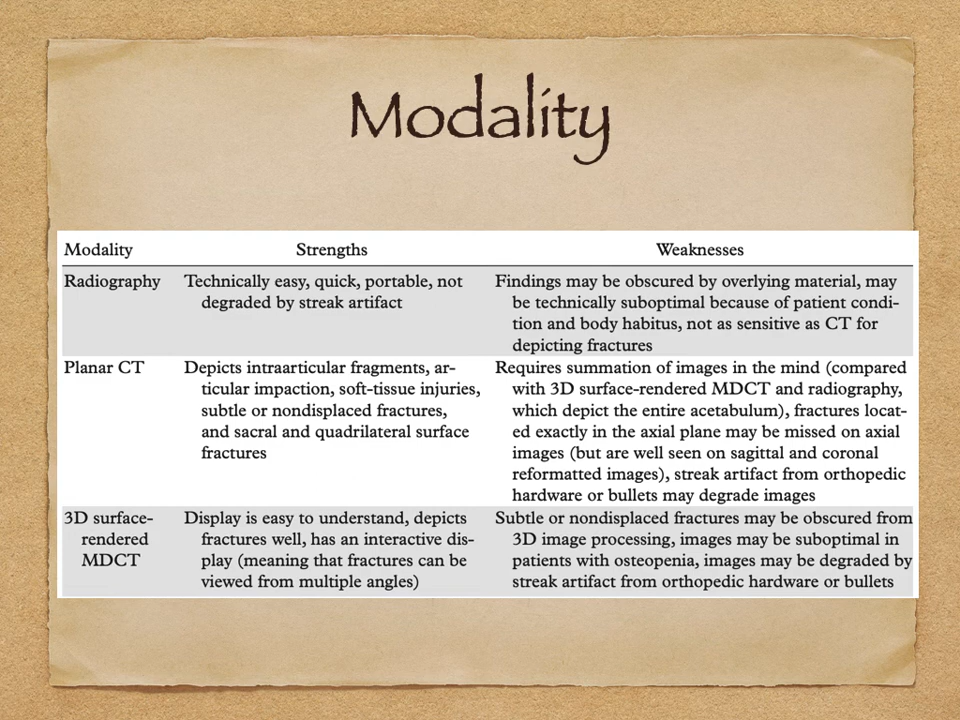 Modality
Modality Strengths Weaknesses
Radiography Technically easy, quick, portable, not Findings may be obscured by overlying material, may
degraded by streak artifact be technically suboptimal because of patient condi-
tion and body habitus, not as sensitive as CT for
depicting fractures
Planar CT Depicts intraarticular fragments, ar- Requires summation of images in the mind (compared
ticular impaction, soft-tissue injuries, with 3D surface-rendered MDCT and radiography,
subtle or nondisplaced fractures, which depict the entire acetabulum), fractures locat-
and sacral and quadrilateral surface ed exactly in the axial plane may be missed on axial
fractures images (but are well seen on sagittal and coronal
reformatted images), streak artifact from orthopedic
hardware or bullets may degrade images
3D surface- Display is easy to understand, depicts Subtle or nondisplaced fractures may be obscured from
rendered fractures well, has an interactive dis- 3D image processing, images may be suboptimal in
MDCT play (meaning that fractures can be patients with osteopenia, images may be degraded by
viewed from multiple angles) streak artifact from orthopedic hardware or bullets